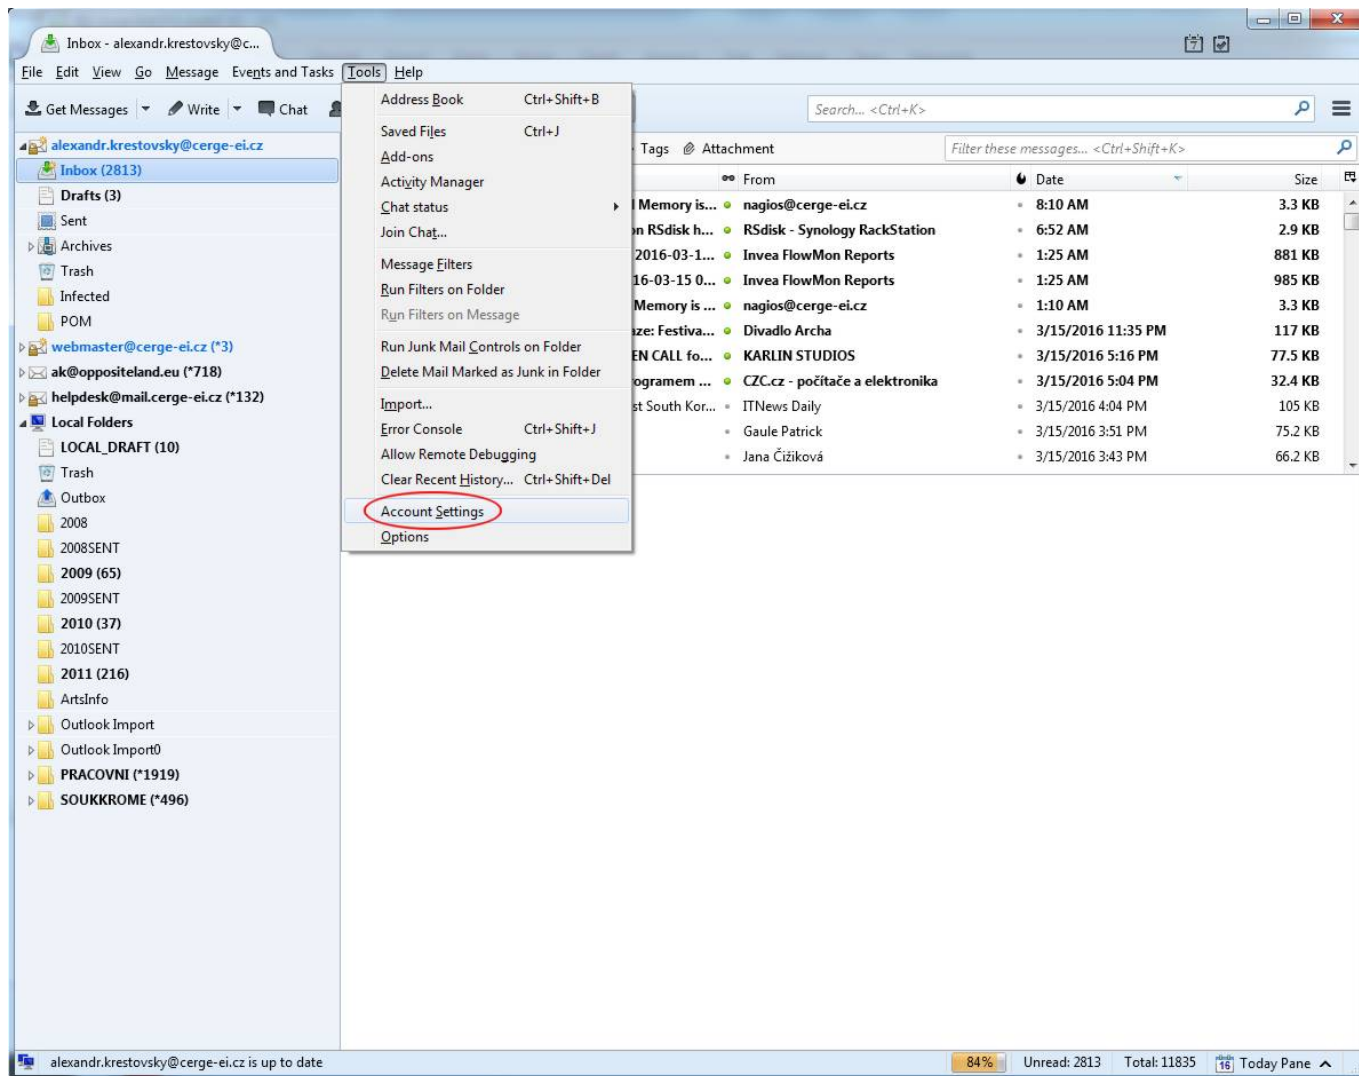 Inbox - alexandr.krestovsky@c...
File Edit View Go Message Events and Tasks Tools Help
Get Messages Write Chat
Search... <Ctrl+K>
alexandr.krestovsky@cerge-ei.cz
Inbox (2813)
Drafts (3)
Sent
Archives
Trash
Infected
POM
webmaster@cerge-ei.cz (*3)
ak@oppositeland.eu (*718)
helpdesk@mail.cerge-ei.cz (*132)
Local Folders
LOCAL_DRAFT (10)
Trash
Outbox
2008
2008SENT
2009 (65)
2009SENT
2010 (37)
2010SENT
2011 (216)
ArtsInfo
Outlook Import
Outlook Import0
PRACOVNI (*1919)
SOUKKROME (*496)
Address Book Ctrl+Shift+B
Saved Files Ctrl+J
Add-ons
Activity Manager
Chat status
Join Chat...
Message Filters
Run Filters on Folder
Run Filters on Message
Run Junk Mail Controls on Folder
Delete Mail Marked as Junk in Folder
Import...
Error Console Ctrl+Shift+J
Allow Remote Debugging
Clear Recent History... Ctrl+Shift+Del
Account Settings
Options
Tags Attachment Filter these messages... <Ctrl+Shift+K>
From Date Size
Memory is... nagios@cerge-ei.cz 8:10 AM 3.3 KB
on RSdisk h... RSdisk - Synology RackStation 6:52 AM 2.9 KB
2016-03-1... Invea FlowMon Reports 1:25 AM 881 KB
16-03-15 0... Invea FlowMon Reports 1:25 AM 985 KB
Memory is ... nagios@cerge-ei.cz 1:10 AM 3.3 KB
aze: Festiva... Divadlo Archa 3/15/2016 11:35 PM 117 KB
EN CALL fo... KARLIN STUDIOS 3/15/2016 5:16 PM 77.5 KB
ogramem ... CZC.cz - počítače a elektronika 3/15/2016 5:04 PM 32.4 KB
st South Kor... ITNews Daily 3/15/2016 4:04 PM 105 KB
Gaule Patrick 3/15/2016 3:51 PM 75.2 KB
Jana Čižiková 3/15/2016 3:43 PM 66.2 KB
alexandr.krestovsky@cerge-ei.cz is up to date
84% Unread: 2813 Total: 11835 16 Today Pane